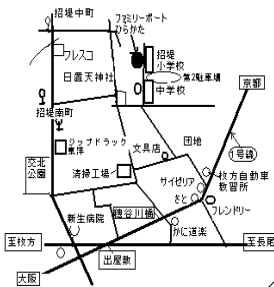 招堤中町
ファミリーポート
ひらかた
フレスコ
日置天神社
招堤
小学校
第2駐車場
中学校
京都
招堤南町
ジップドラッグ
東洋
文具店
団地
1号線
交北
公園
清掃工場
サイゼリア
枚方自動車
教習所
さと
フレンドリー
新生病院
穂谷川橋
かに道楽
至枚方
至長尾
出屋敷
大阪